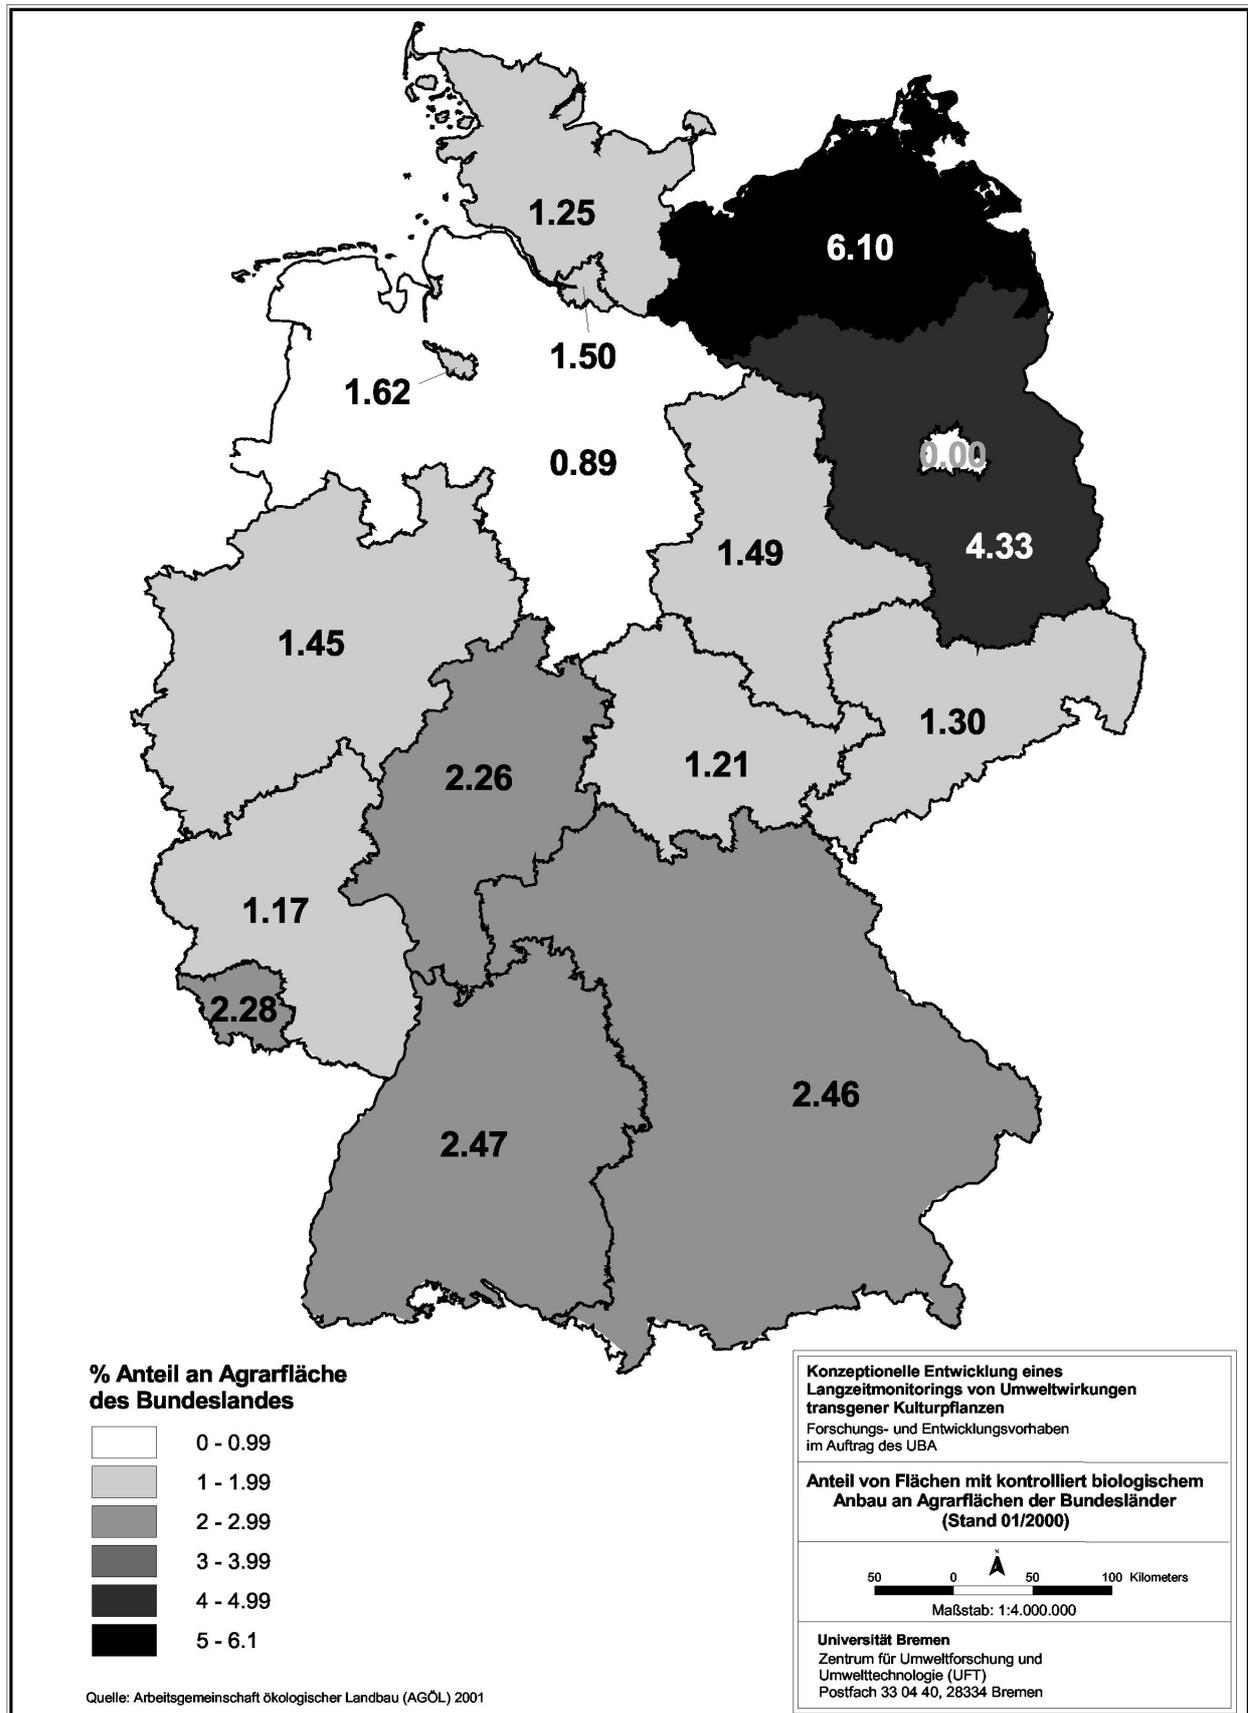 1.25
6.10
1.50
1.62
0.89
0.00
1.49
4.33
1.45
1.30
1.21
2.26
1.17
2.28
2.46
2.47
% Anteil an Agrarfläche
des Bundeslandes
0 - 0.99
1 - 1.99
2 - 2.99
3 - 3.99
4 - 4.99
5 - 6.1
Quelle: Arbeitsgemeinschaft ökologischer Landbau (AGÖL) 2001
Konzeptionelle Entwicklung eines
Langzeitmonitorings von Umweltwirkungen
transgener Kulturpflanzen
Forschungs- und Entwicklungsvorhaben
im Auftrag des UBA
Anteil von Flächen mit kontrolliert biologischem
Anbau an Agrarflächen der Bundesländer
(Stand 01/2000)
N
50 0 50 100 Kilometers
Maßstab: 1:4.000.000
Universität Bremen
Zentrum für Umweltforschung und
Umwelttechnologie (UFT)
Postfach 33 04 40, 28334 Bremen